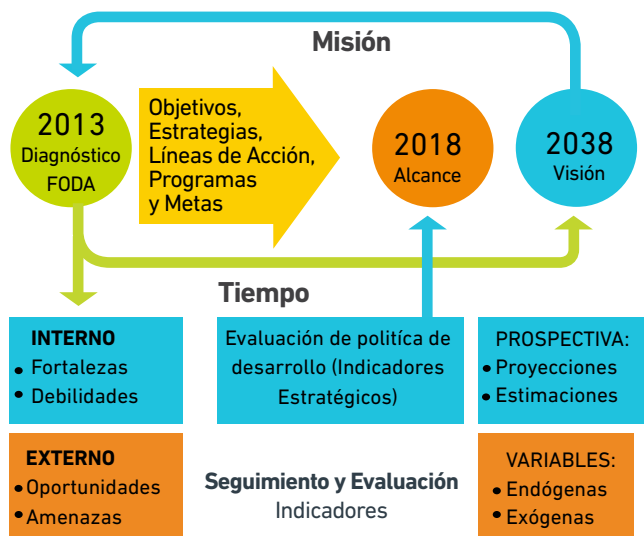 Misión
2013
Diagnóstico
FODA
Objetivos,
Estrategias,
Líneas de Acción,
Programas
y Metas
2018
Alcance
2038
Visión
Tiempo
INTERNO
• Fortalezas
• Debilidades
Evaluación de politíca de
desarrollo (Indicadores
Estratégicos)
PROSPECTIVA:
• Proyecciones
• Estimaciones
EXTERNO
• Oportunidades
• Amenazas
Seguimiento y Evaluación
Indicadores
VARIABLES:
• Endógenas
• Exógenas